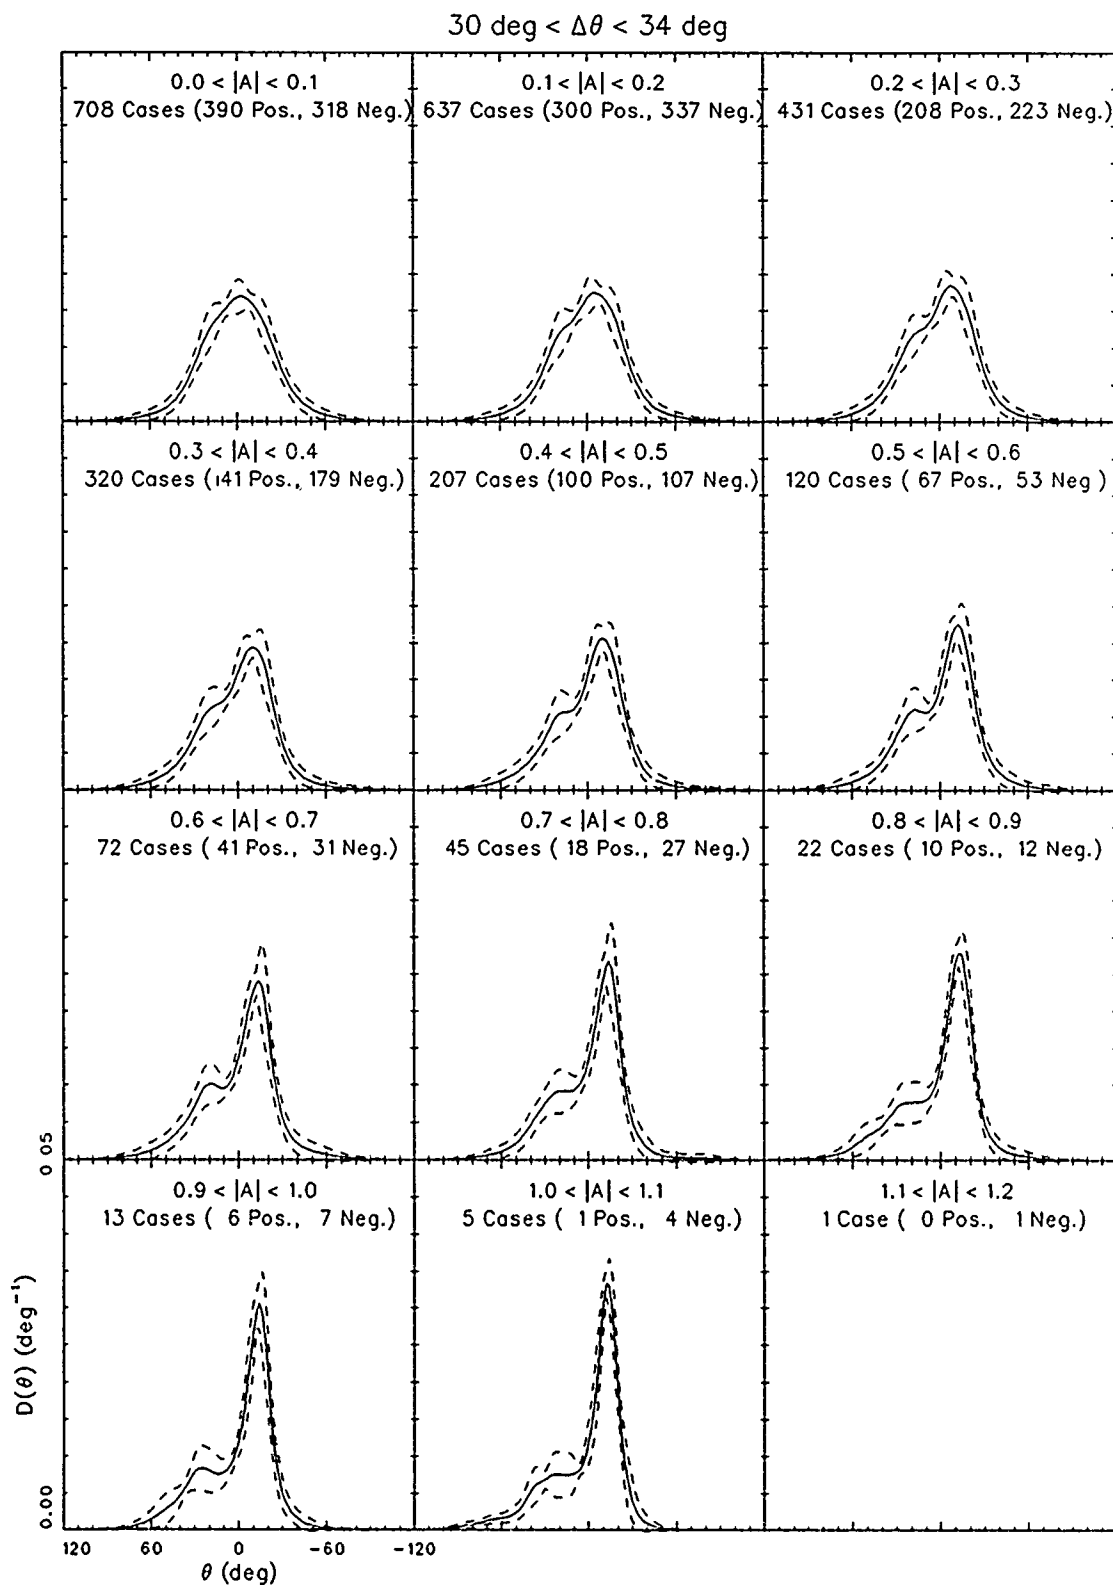 30 deg < Δθ < 34 deg
0.0 < |A| < 0.1
708 Cases (390 Pos., 318 Neg.)
0.1 < |A| < 0.2
637 Cases (300 Pos., 337 Neg.)
0.2 < |A| < 0.3
431 Cases (208 Pos., 223 Neg.)
0.3 < |A| < 0.4
320 Cases (141 Pos., 179 Neg.)
0.4 < |A| < 0.5
207 Cases (100 Pos., 107 Neg.)
0.5 < |A| < 0.6
120 Cases ( 67 Pos., 53 Neg )
0.6 < |A| < 0.7
72 Cases ( 41 Pos., 31 Neg.)
0.7 < |A| < 0.8
45 Cases ( 18 Pos., 27 Neg.)
0.8 < |A| < 0.9
22 Cases ( 10 Pos., 12 Neg.)
0.9 < |A| < 1.0
13 Cases ( 6 Pos., 7 Neg.)
1.0 < |A| < 1.1
5 Cases ( 1 Pos., 4 Neg.)
1.1 < |A| < 1.2
1 Case ( 0 Pos., 1 Neg.)
0 05
D(θ) (deg⁻¹)
0.00
120 60 0 -60 -120
θ (deg)